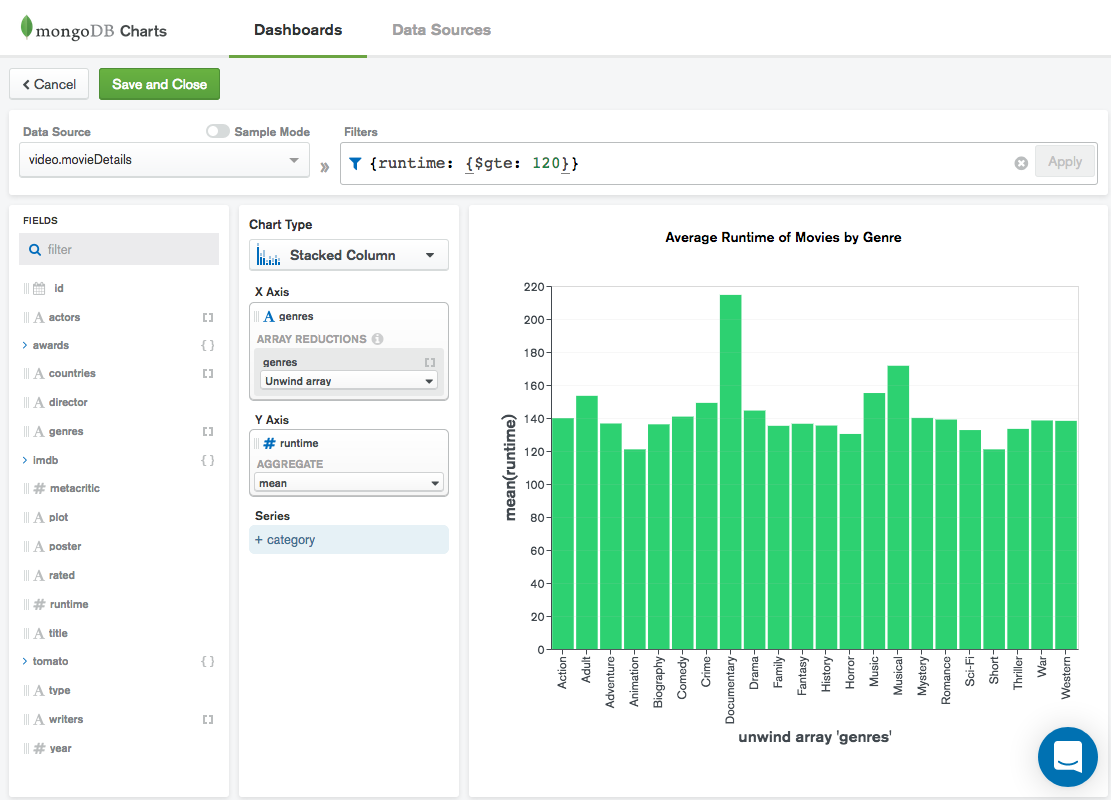 mongoDB Charts
Dashboards
Data Sources
Cancel
Save and Close
Data Source
Sample Mode
video.movieDetails
Filters
{runtime: {$gte: 120}}
Apply
FIELDS
filter
id
actors
awards
countries
director
genres
imdb
metacritic
plot
poster
rated
runtime
title
tomato
type
writers
year
Chart Type
Stacked Column
X Axis
A genres
ARRAY REDUCTIONS
genres
Unwind array
Y Axis
# runtime
AGGREGATE
mean
Series
+ category
Average Runtime of Movies by Genre
mean(runtime)
220
200
180
160
140
120
100
80
60
40
20
0
Action
Adult
Adventure
Animation
Biography
Comedy
Crime
Documentary
Drama
Family
Fantasy
History
Horror
Music
Musical
Mystery
Romance
Sci-Fi
Short
Thriller
War
Western
unwind array 'genres'